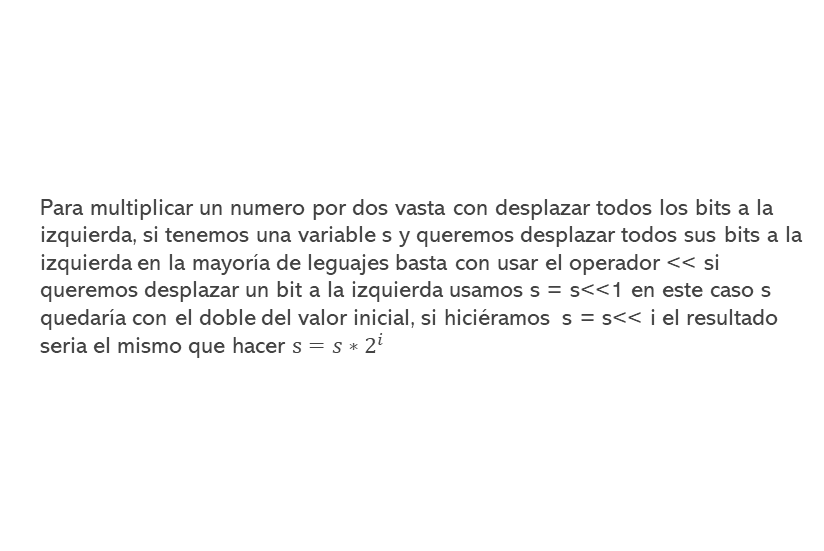 Para multiplicar un numero por dos vasta con desplazar todos los bits a la
izquierda, si tenemos una variable s y queremos desplazar todos sus bits a la
izquierda en la mayoría de leguajes basta con usar el operador << si
queremos desplazar un bit a la izquierda usamos s = s<<1 en este caso s
quedaría con el doble del valor inicial, si hiciéramos  s = s<< i el resultado
seria el mismo que hacer s = s ∗ 2ⁱ